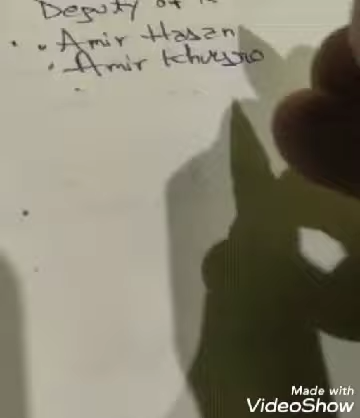 Deputy of
Amir Hasan
Amir Khusro
Made with
VideoShow